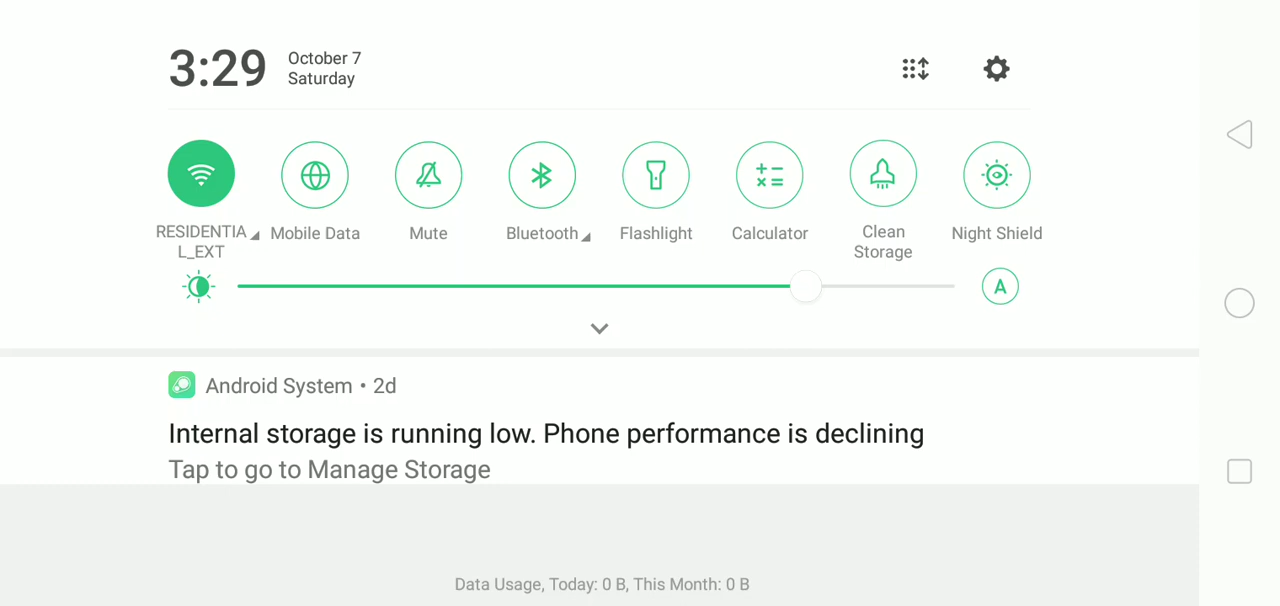 3:29
October 7
Saturday
RESIDENTIA
L_EXT
Mobile Data
Mute
Bluetooth
Flashlight
Calculator
Clean
Storage
Night Shield
A
Android System • 2d
Internal storage is running low. Phone performance is declining
Tap to go to Manage Storage
Data Usage, Today: 0 B, This Month: 0 B